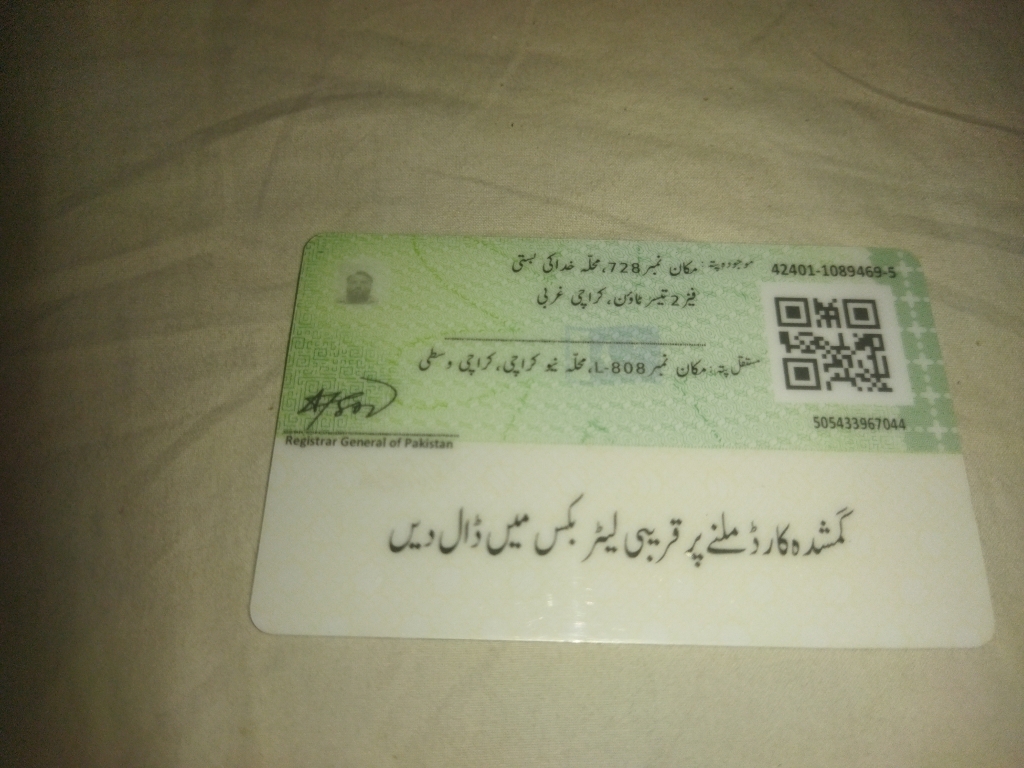 42401-1089469-5
موجودہ پتہ: مکان نمبر 728، محلہ خدا کی بستی
فیز 2 تیسر ٹاؤن، کراچی غربی
مستقل پتہ: مکان نمبر L-808، محلہ نیو کراچی، کراچی وسطی
505433967044
Registrar General of Pakistan
گمشدہ کارڈ ملنے پر قریبی لیٹر بکس میں ڈال دیں